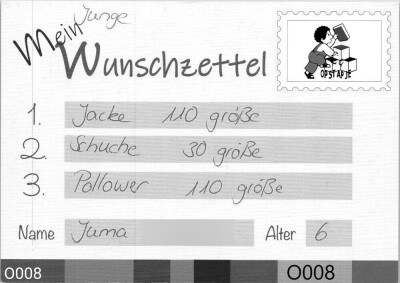 Junge
Mein
Wunschzettel
OPSTAPJE
1. Jacke 110 größe
2. Schuche 30 größe
3. Pollower 110 größe
Name Juma Alter 6
O008 O008